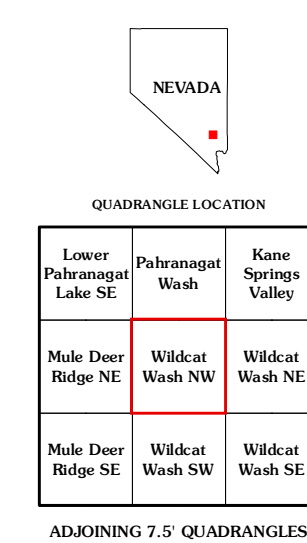 NEVADA
QUADRANGLE LOCATION
Lower
Pahranagat
Lake SE
Pahranagat
Wash
Kane
Springs
Valley
Mule Deer
Ridge NE
Wildcat
Wash NW
Wildcat
Wash NE
Mule Deer
Ridge SE
Wildcat
Wash SW
Wildcat
Wash SE
ADJOINING 7.5' QUADRANGLES